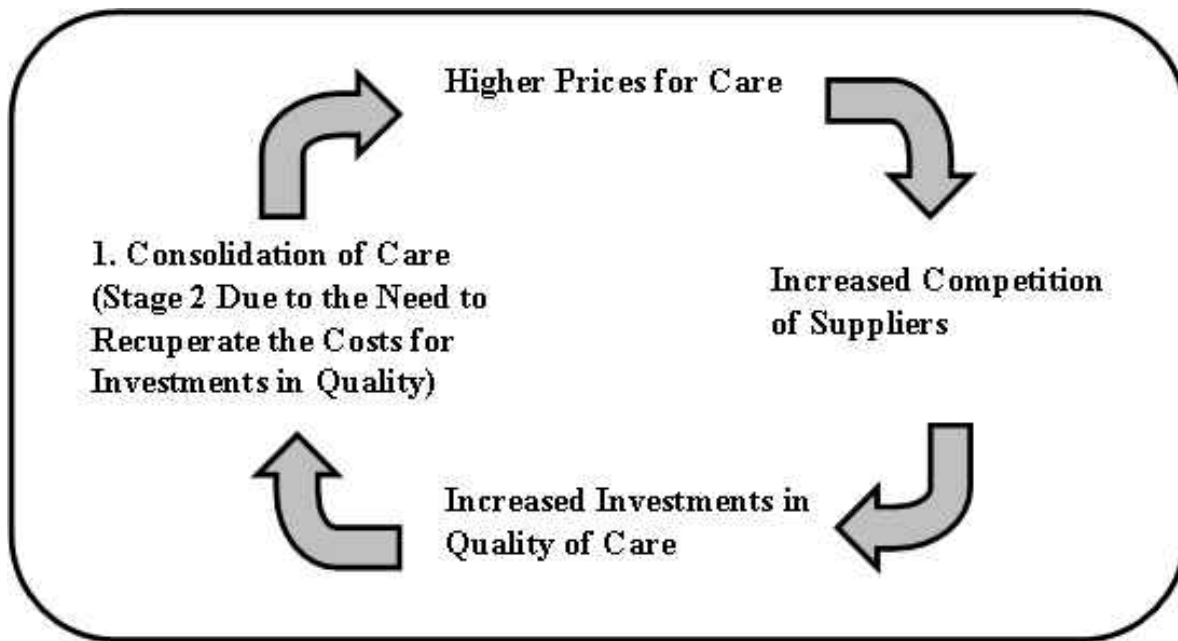 Higher Prices for Care
1. Consolidation of Care
(Stage 2 Due to the Need to
Recuperate the Costs for
Investments in Quality)
Increased Competition
of Suppliers
Increased Investments in
Quality of Care